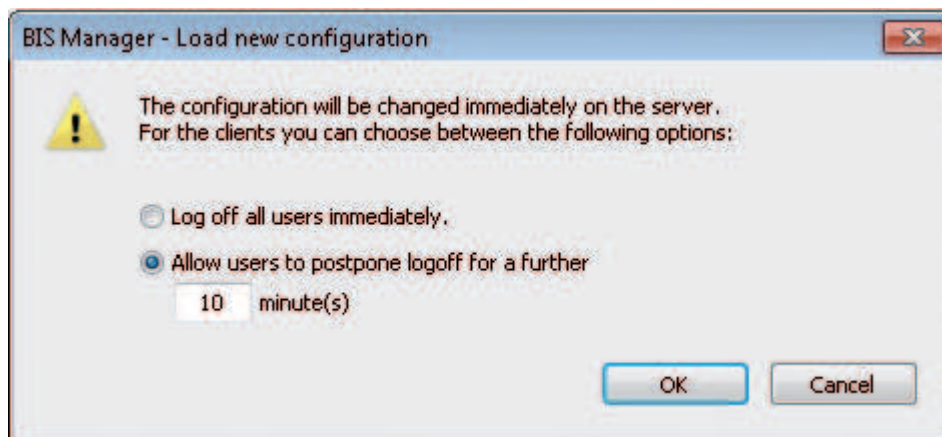 BIS Manager - Load new configuration
The configuration will be changed immediately on the server.
For the clients you can choose between the following options:
Log off all users immediately.
Allow users to postpone logoff for a further
10 minute(s)
OK Cancel